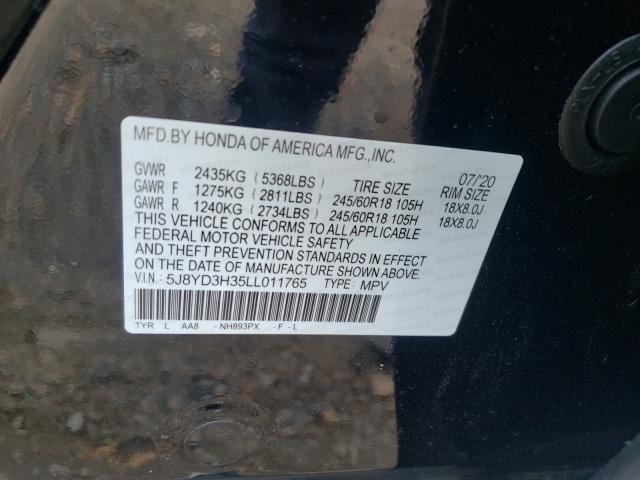 MFD.BY HONDA OF AMERICA MFG.,INC.
07/'20
GVWR 2435KG (5368LBS) TIRE SIZE RIM SIZE
GAWR F 1275KG (2811LBS) 245/60R18 105H 18X8.0J
GAWR R 1240KG (2734LBS) 245/60R18 105H 18X8.0J
THIS VEHICLE CONFORMS TO ALL APPLICABLE
FEDERAL MOTOR VEHICLE SAFETY
AND THEFT PREVENTION STANDARDS IN EFFECT
ON THE DATE OF MANUFACTURE SHOWN ABOVE.
V.I.N.: 5J8YD3H35LL011765 TYPE: MPV
TYR L AA8 - NH893PX - F - L